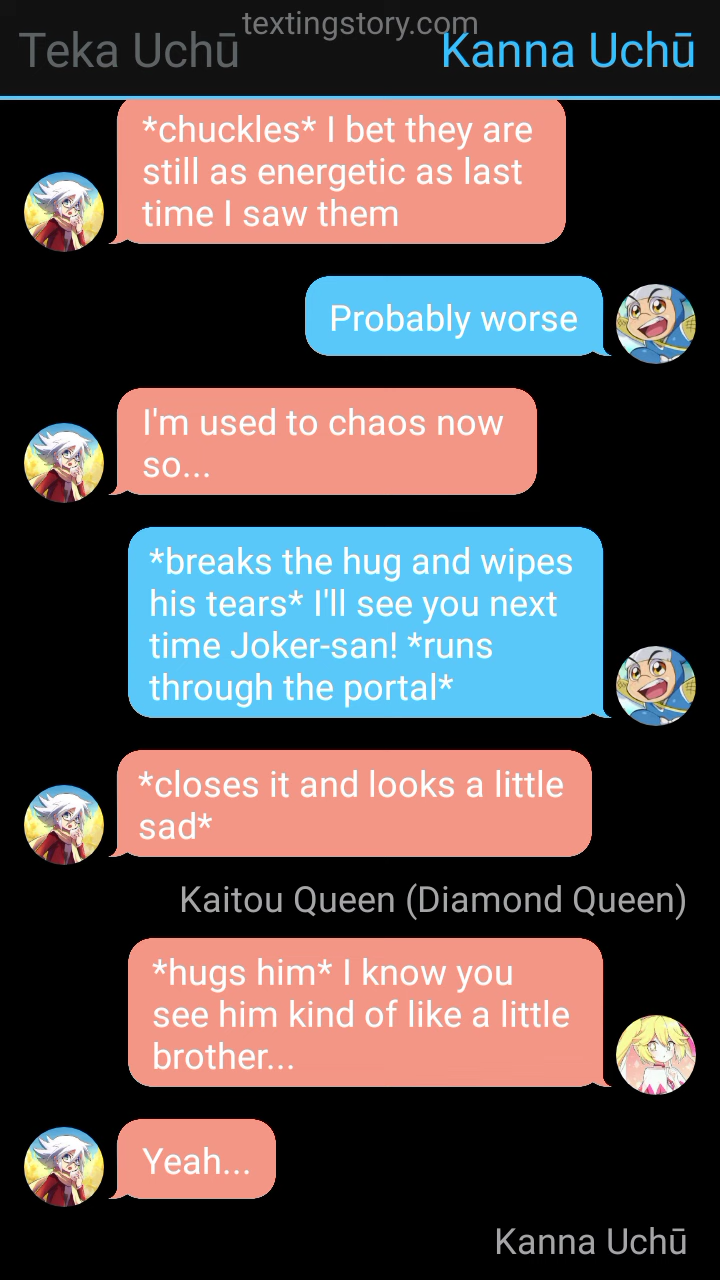 textingstory.com
Teka Uchū
Kanna Uchū
*chuckles* I bet they are
still as energetic as last
time I saw them
Probably worse
I'm used to chaos now
so...
*breaks the hug and wipes
his tears* I'll see you next
time Joker-san! *runs
through the portal*
*closes it and looks a little
sad*
Kaitou Queen (Diamond Queen)
*hugs him* I know you
see him kind of like a little
brother...
Yeah...
Kanna Uchū